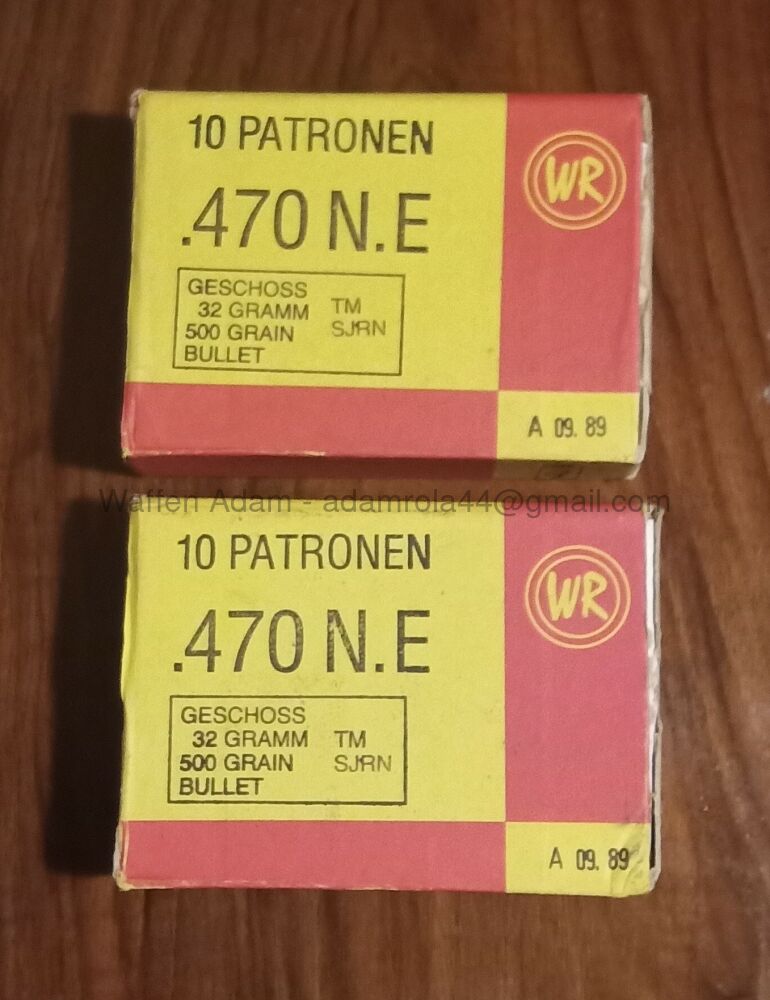 10 PATRONEN
WR
.470 N.E
GESCHOSS
32 GRAMM TM
500 GRAIN SJRN
BULLET
A 09. 89
Waffen Adam - adamrola44@gmail.com
10 PATRONEN
WR
.470 N.E
GESCHOSS
32 GRAMM TM
500 GRAIN SJRN
BULLET
A 09. 89